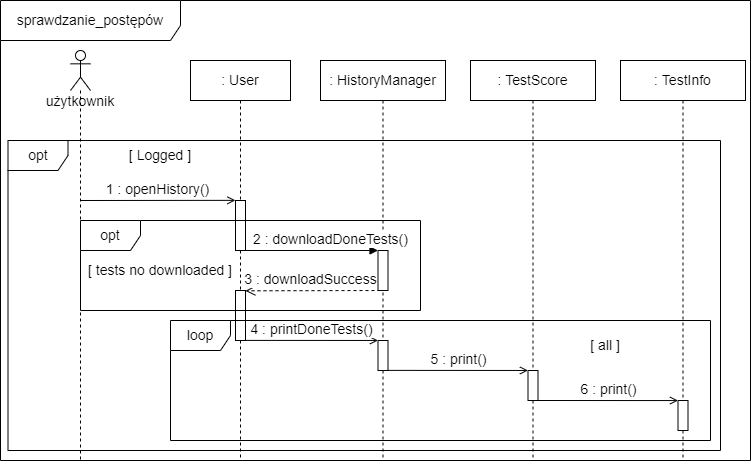 sprawdzanie_postępów
użytkownik
: User
: HistoryManager
: TestScore
: TestInfo
opt
[ Logged ]
1 : openHistory()
opt
2 : downloadDoneTests()
[ tests no downloaded ]
3 : downloadSuccess
loop
4 : printDoneTests()
[ all ]
5 : print()
6 : print()